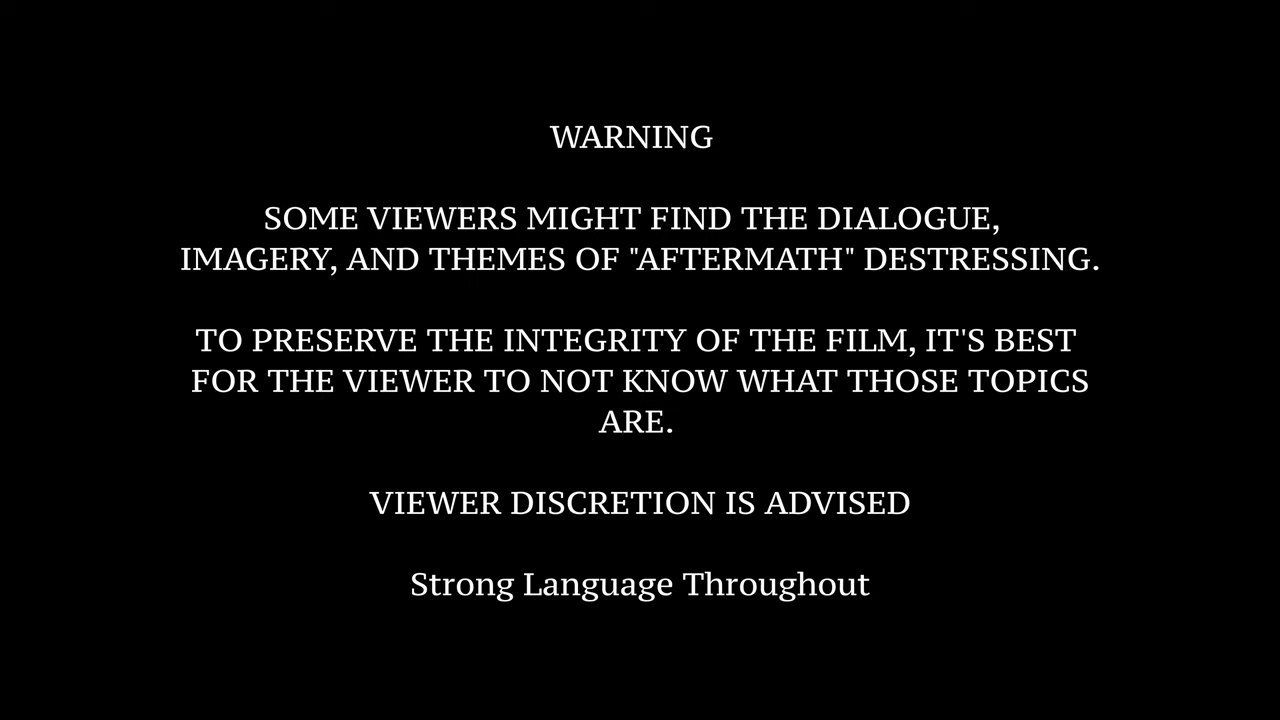 WARNING
SOME VIEWERS MIGHT FIND THE DIALOGUE,
IMAGERY, AND THEMES OF "AFTERMATH" DESTRESSING.
TO PRESERVE THE INTEGRITY OF THE FILM, IT'S BEST
FOR THE VIEWER TO NOT KNOW WHAT THOSE TOPICS
ARE.
VIEWER DISCRETION IS ADVISED
Strong Language Throughout